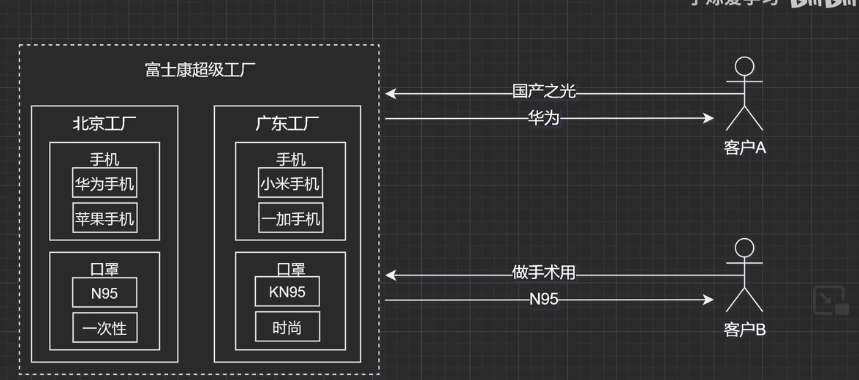 富士康超级工厂
北京工厂
手机
华为手机
苹果手机
口罩
N95
一次性
广东工厂
手机
小米手机
一加手机
口罩
KN95
时尚
国产之光
华为
客户A
做手术用
N95
客户B